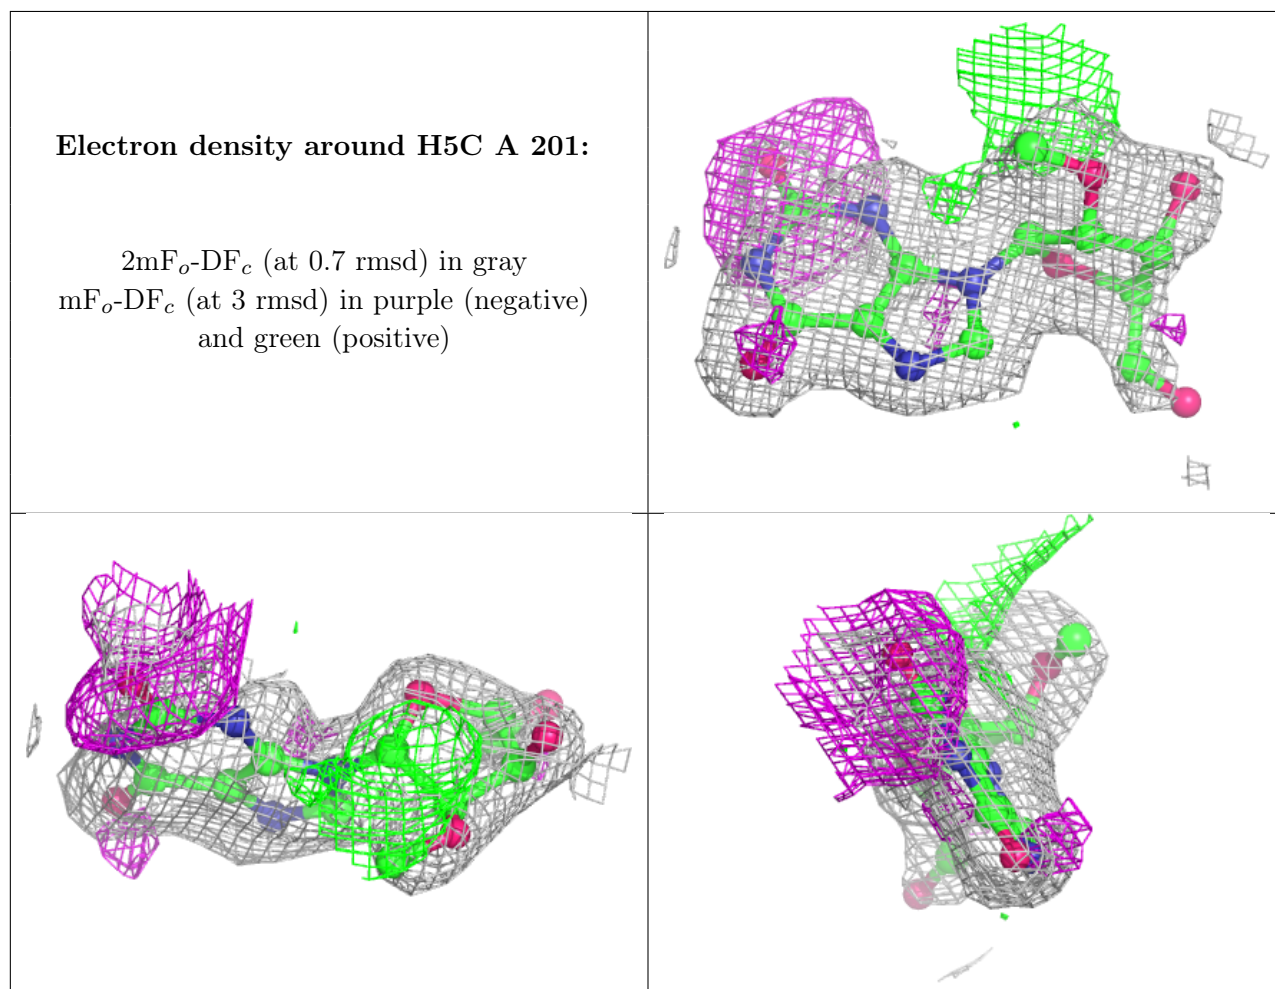 Electron density around H5C A 201:
2mFₒ-DF𝒸 (at 0.7 rmsd) in gray
mFₒ-DF𝒸 (at 3 rmsd) in purple (negative)
and green (positive)